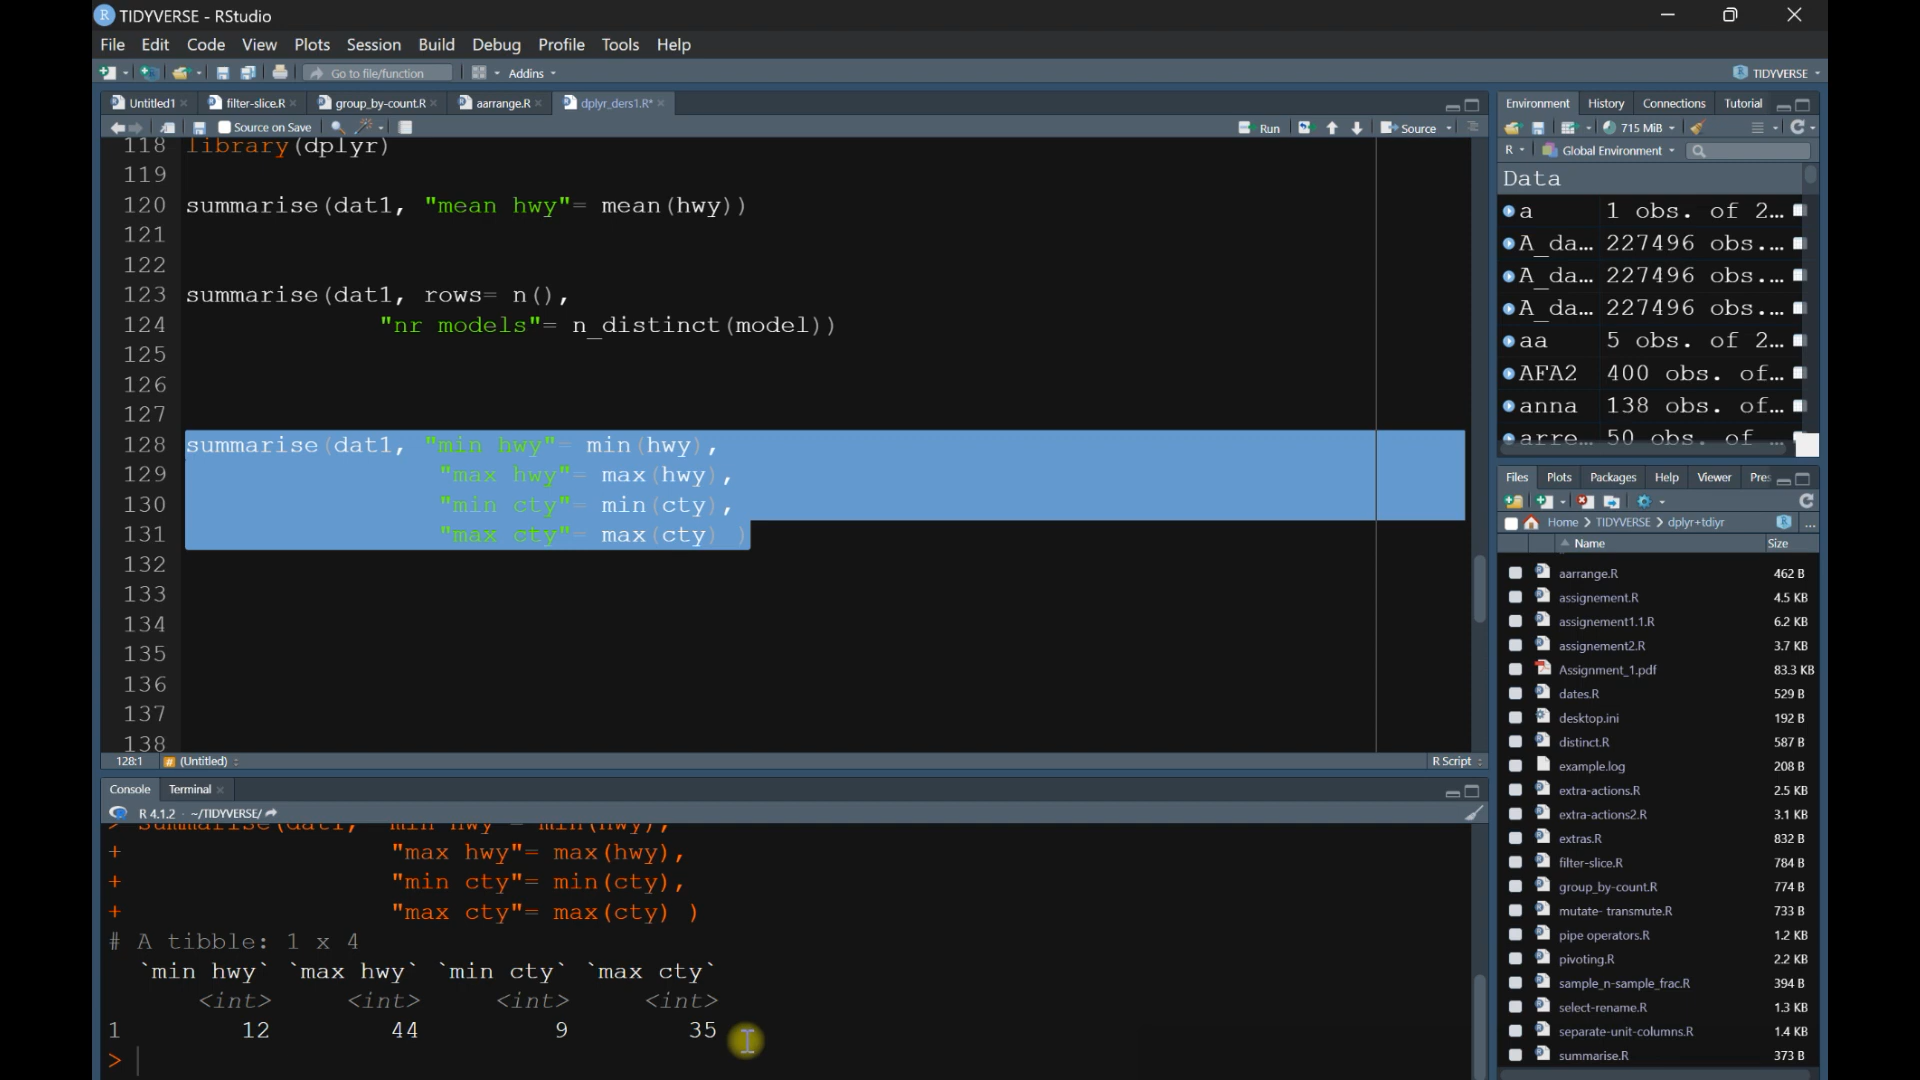 TIDYVERSE - RStudio
File Edit Code View Plots Session Build Debug Profile Tools Help
Go to file/function Addins TIDYVERSE
Untitled1 filter-slice.R group_by-count.R aarrange.R dplyr_ders1.R*
Source on Save Run Source
118 library(dplyr)
119
120 summarise(dat1, "mean hwy"= mean(hwy))
121
122
123 summarise(dat1, rows= n(),
124 "nr models"= n_distinct(model))
125
126
127
128 summarise(dat1, "min hwy"= min(hwy),
129 "max hwy"= max(hwy),
130 "min cty"= min(cty),
131 "max cty"= max(cty) )
132
133
134
135
136
137
138
128:1 # (Untitled) R Script
Console Terminal
R 4.1.2 · ~/TIDYVERSE/
> summarise(dat1, "min hwy"= min(hwy),
+ "max hwy"= max(hwy),
+ "min cty"= min(cty),
+ "max cty"= max(cty) )
# A tibble: 1 x 4
`min hwy` `max hwy` `min cty` `max cty`
<int> <int> <int> <int>
1 12 44 9 35
>
Environment History Connections Tutorial
715 MiB
R Global Environment
Data
a 1 obs. of 2...
A_da... 227496 obs....
A_da... 227496 obs....
A_da... 227496 obs....
aa 5 obs. of 2...
AFA2 400 obs. of...
anna 138 obs. of...
arre... 50 obs. of ...
Files Plots Packages Help Viewer Pres
Home TIDYVERSE dplyr+tdiyr ...
Name Size
aarrange.R 462 B
assignement.R 4.5 KB
assignement1.1.R 6.2 KB
assignement2.R 3.7 KB
Assignment_1.pdf 83.3 KB
dates.R 529 B
desktop.ini 192 B
distinct.R 587 B
example.log 208 B
extra-actions.R 2.5 KB
extra-actions2.R 3.1 KB
extras.R 832 B
filter-slice.R 784 B
group_by-count.R 774 B
mutate- transmute.R 733 B
pipe operators.R 1.2 KB
pivoting.R 2.2 KB
sample_n-sample_frac.R 394 B
select-rename.R 1.3 KB
separate-unit-columns.R 1.4 KB
summarise.R 373 B